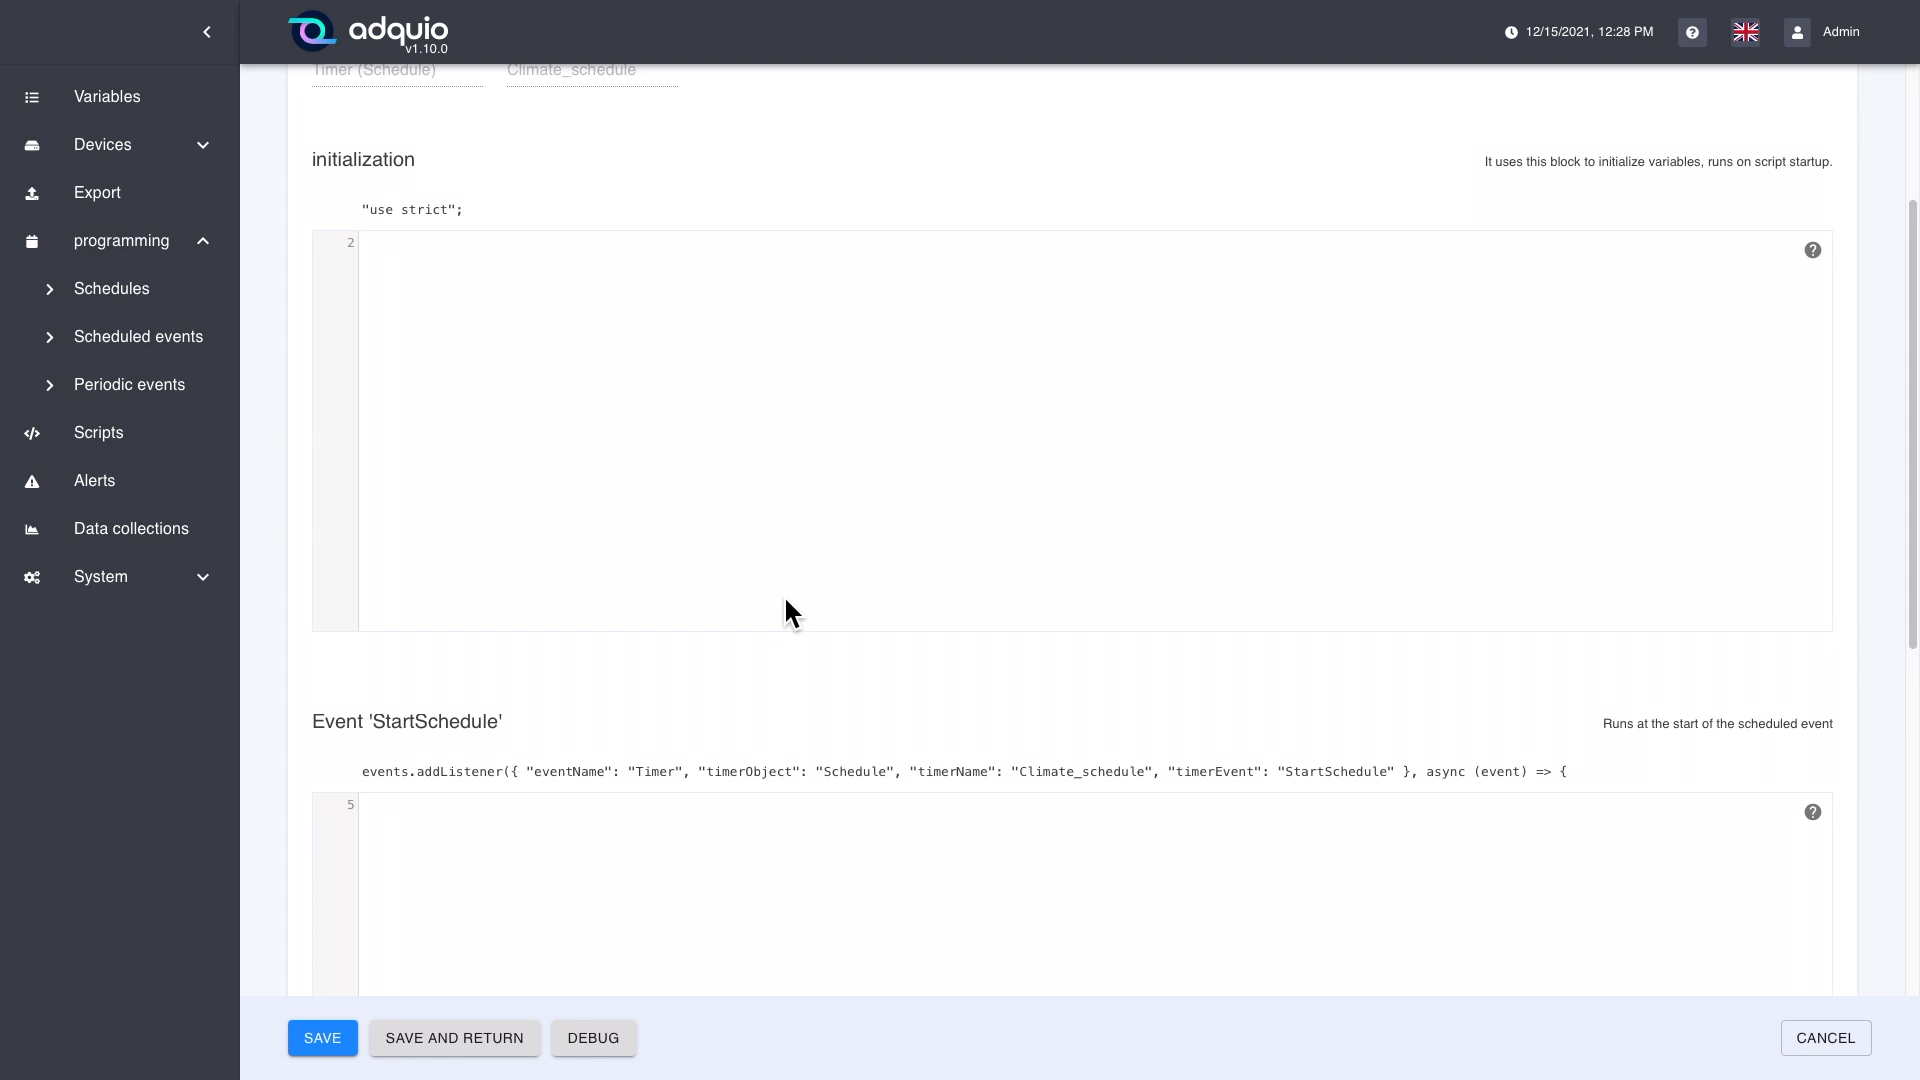 adquio
v1.10.0
12/15/2021, 12:28 PM
Admin
Variables
Devices
Export
programming
Schedules
Scheduled events
Periodic events
Scripts
Alerts
Data collections
System
Timer (Schedule)
Climate_schedule
initialization
It uses this block to initialize variables, runs on script startup.
"use strict";
2
Event 'StartSchedule'
Runs at the start of the scheduled event
events.addListener({ "eventName": "Timer", "timerObject": "Schedule", "timerName": "Climate_schedule", "timerEvent": "StartSchedule" }, async (event) => {
5
SAVE
SAVE AND RETURN
DEBUG
CANCEL